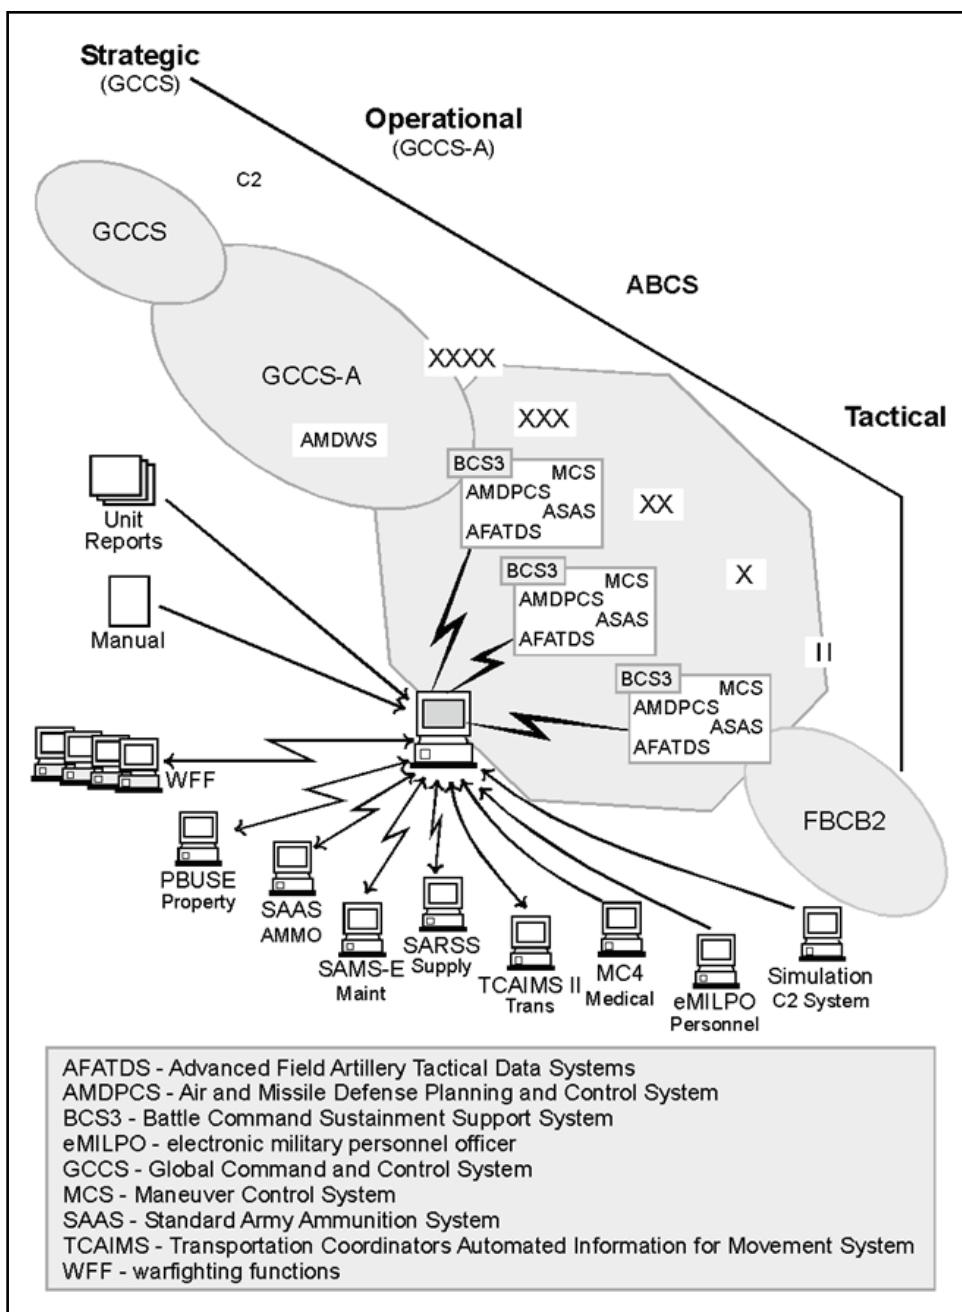 Strategic
(GCCS)
Operational
(GCCS-A)
C2
GCCS
ABCS
XXXX
GCCS-A
XXX
Tactical
AMDWS
BCS3
MCS
AMDPCS
ASAS
AFATDS
XX
Unit
Reports
BCS3
MCS
AMDPCS
ASAS
AFATDS
X
Manual
II
BCS3
MCS
AMDPCS
ASAS
AFATDS
WFF
FBCB2
PBUSE
Property
SAAS
AMMO
SAMS-E
Maint
SARSS
Supply
TCAIMS II
Trans
MC4
Medical
eMILPO
Personnel
Simulation
C2 System
AFATDS - Advanced Field Artillery Tactical Data Systems
AMDPCS - Air and Missile Defense Planning and Control System
BCS3 - Battle Command Sustainment Support System
eMILPO - electronic military personnel officer
GCCS - Global Command and Control System
MCS - Maneuver Control System
SAAS - Standard Army Ammunition System
TCAIMS - Transportation Coordinators Automated Information for Movement System
WFF - warfighting functions